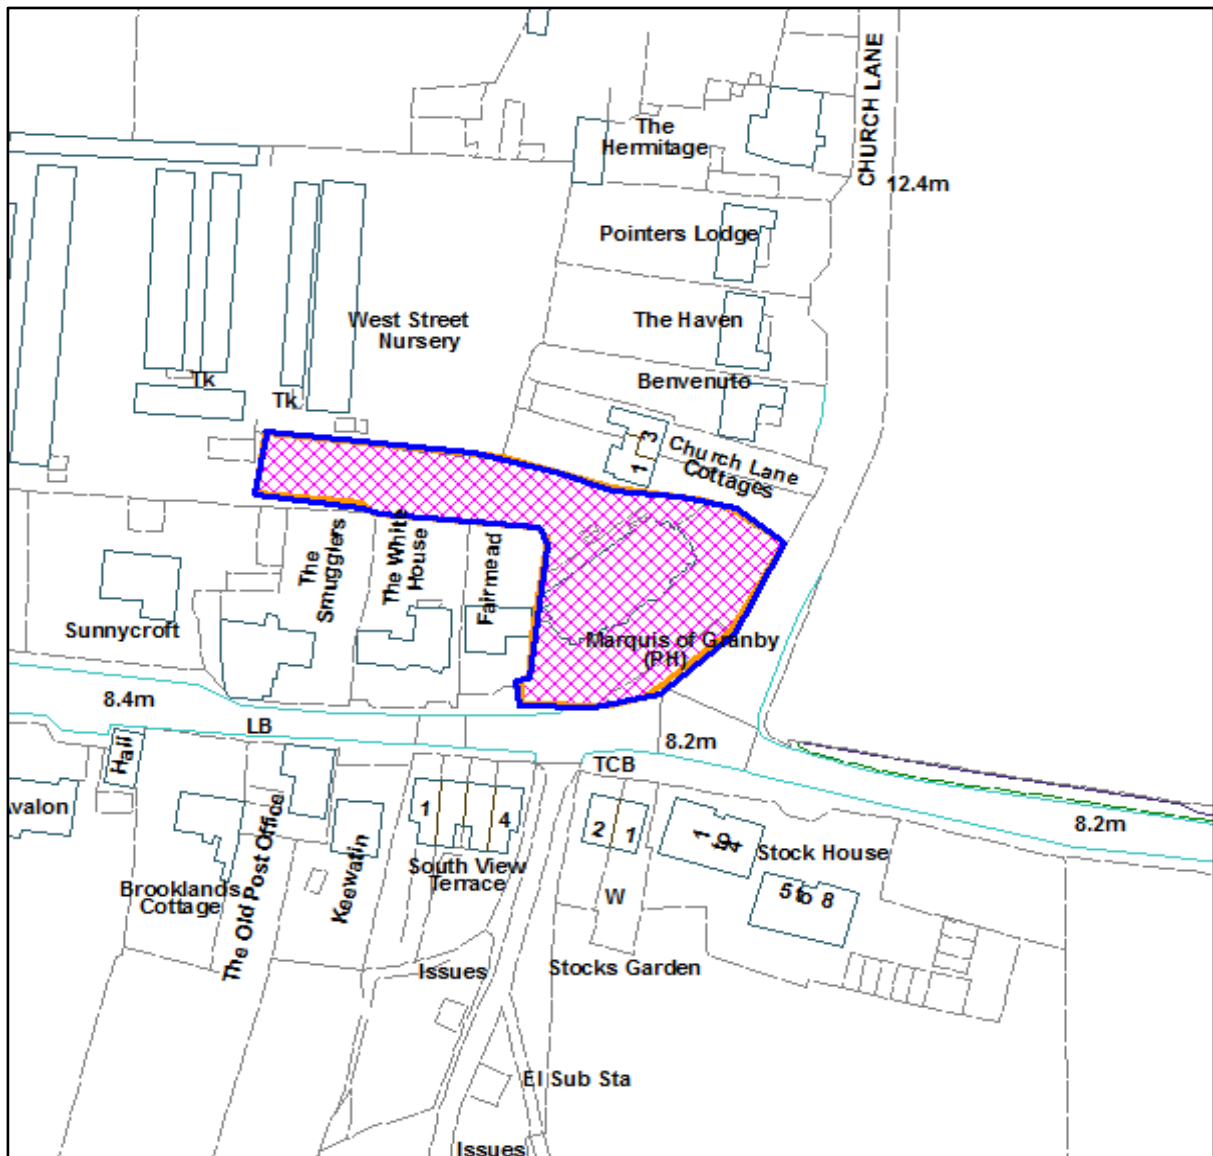 CHURCH LANE
The
Hermitage
12.4m
Pointers Lodge
West Street
Nursery
The Haven
Benvenuto
Tk
Tk
3
1
Church Lane
Cottages
The
Smugglers
The White
House
Fairmead
Sunnycroft
Marquis of Granby
(PH)
8.4m
LB
8.2m
TCB
Hall
Avalon
1
4
2 1
8.2m
Stock House
South View
Terrace
5 to 8
Brooklands
Cottage
The Old Post Office
Keewatin
W
Issues
Stocks Garden
El Sub Sta
Issues